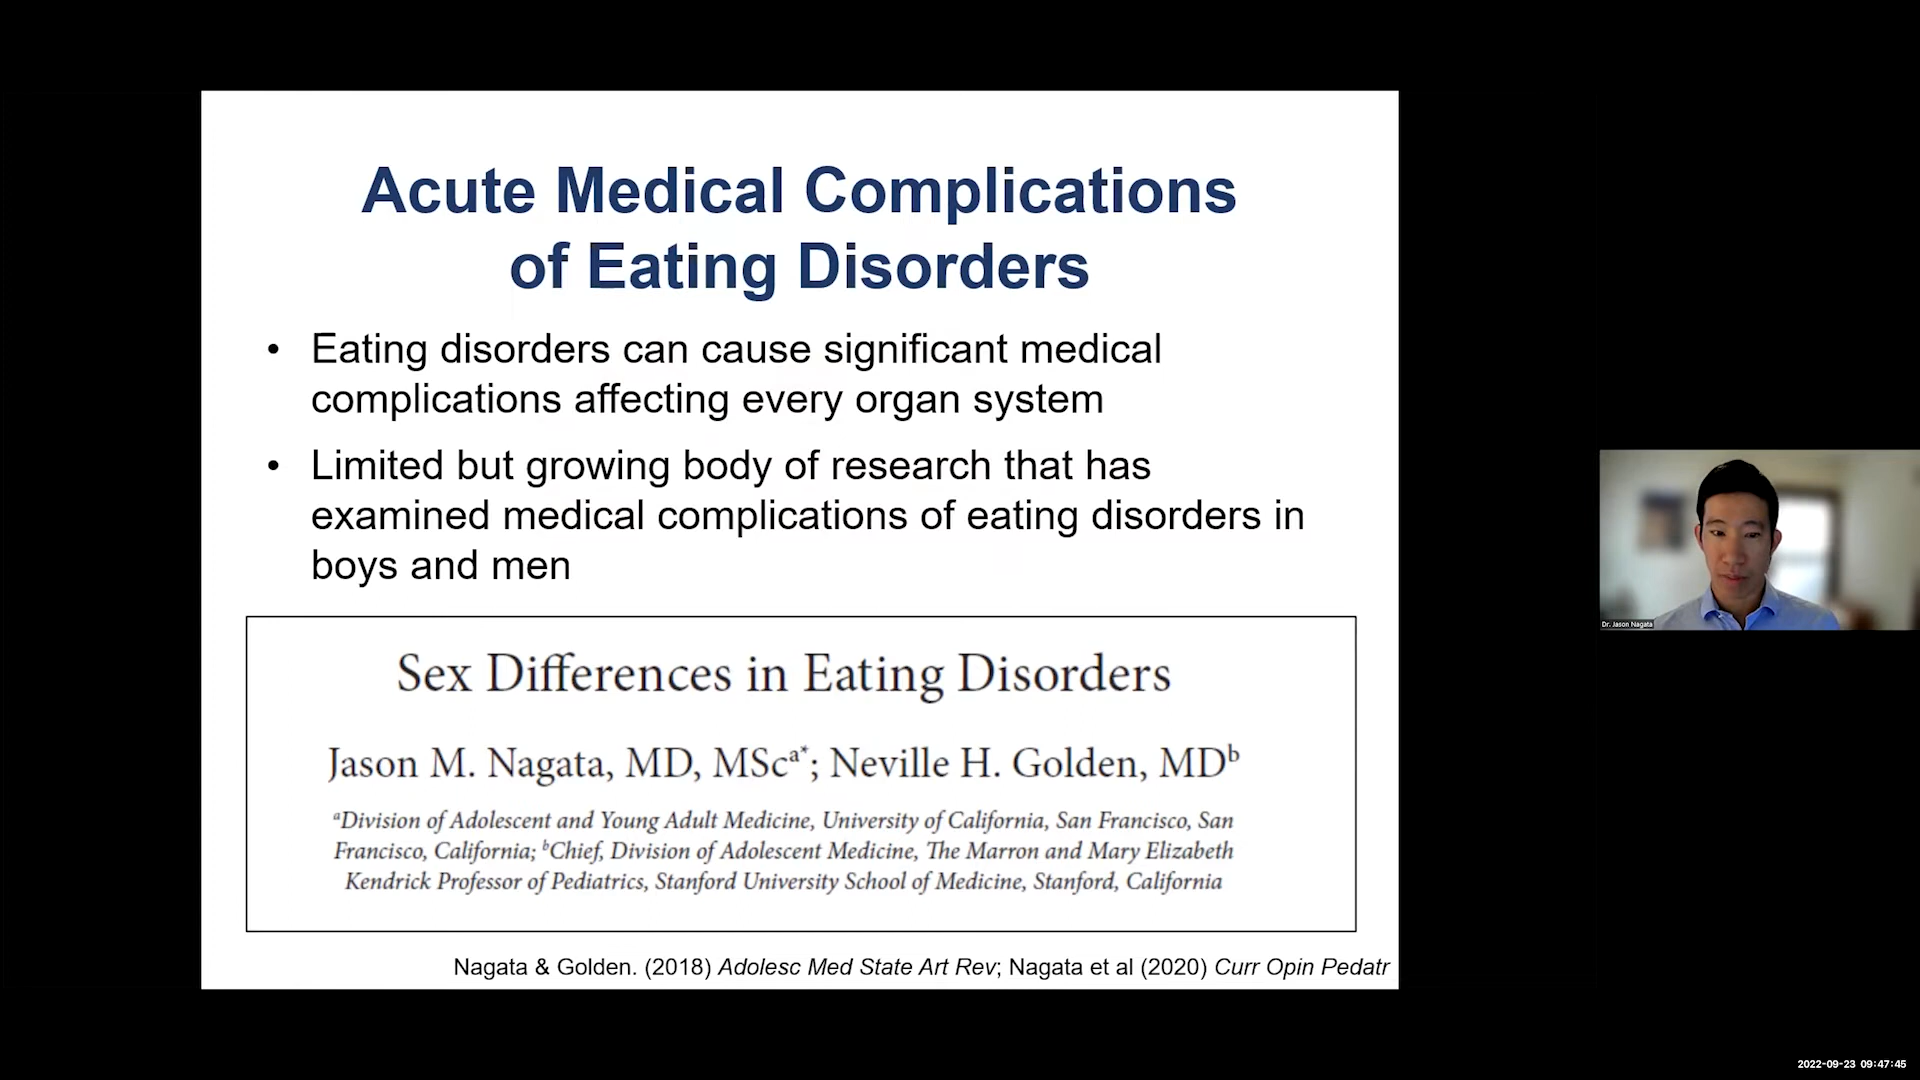 Acute Medical Complications
of Eating Disorders
• Eating disorders can cause significant medical
complications affecting every organ system
• Limited but growing body of research that has
examined medical complications of eating disorders in
boys and men
Sex Differences in Eating Disorders
Jason M. Nagata, MD, MScᵃ*; Neville H. Golden, MDᵇ
ᵃDivision of Adolescent and Young Adult Medicine, University of California, San Francisco, San
Francisco, California; ᵇChief, Division of Adolescent Medicine, The Marron and Mary Elizabeth
Kendrick Professor of Pediatrics, Stanford University School of Medicine, Stanford, California
Nagata & Golden. (2018) Adolesc Med State Art Rev; Nagata et al (2020) Curr Opin Pedatr
Dr. Jason Nagata
2022-09-23 09:47:45